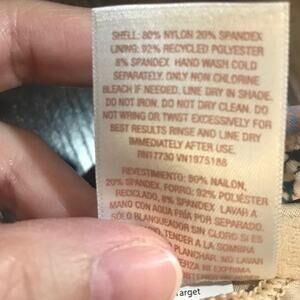 SHELL: 80% NYLON 20% SPANDEX
LINING: 92% RECYCLED POLYESTER
8% SPANDEX HAND WASH COLD
SEPARATELY. ONLY NON CHLORINE
BLEACH IF NEEDED. LINE DRY IN SHADE.
DO NOT IRON. DO NOT DRY CLEAN. DO
NOT WRING OR TWIST EXCESSIVELY FOR
BEST RESULTS RINSE AND LINE DRY
IMMEDIATELY AFTER USE.
RN17730 VN1975188
REVESTIMIENTO: 80% NAILON,
20% SPANDEX, FORRO: 92% POLIÉSTER
RECICLADO, 8% SPANDEX LAVAR A
MANO CON AGUA FRÍA POR SEPARADO.
SÓLO BLANQUEADOR SIN CLORO SI ES
TENDER A LA SOMBRA
PLANCHAR. NO LAVAR
NI EXPRIMA
arget